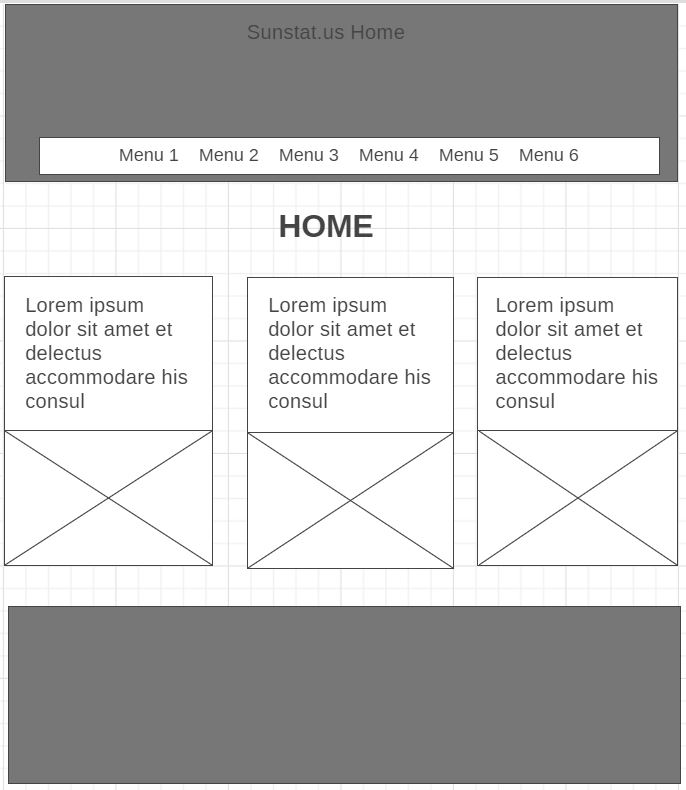 Sunstat.us Home
Menu 1 Menu 2 Menu 3 Menu 4 Menu 5 Menu 6
HOME
Lorem ipsum
dolor sit amet et
delectus
accommodare his
consul
Lorem ipsum
dolor sit amet et
delectus
accommodare his
consul
Lorem ipsum
dolor sit amet et
delectus
accommodare his
consul